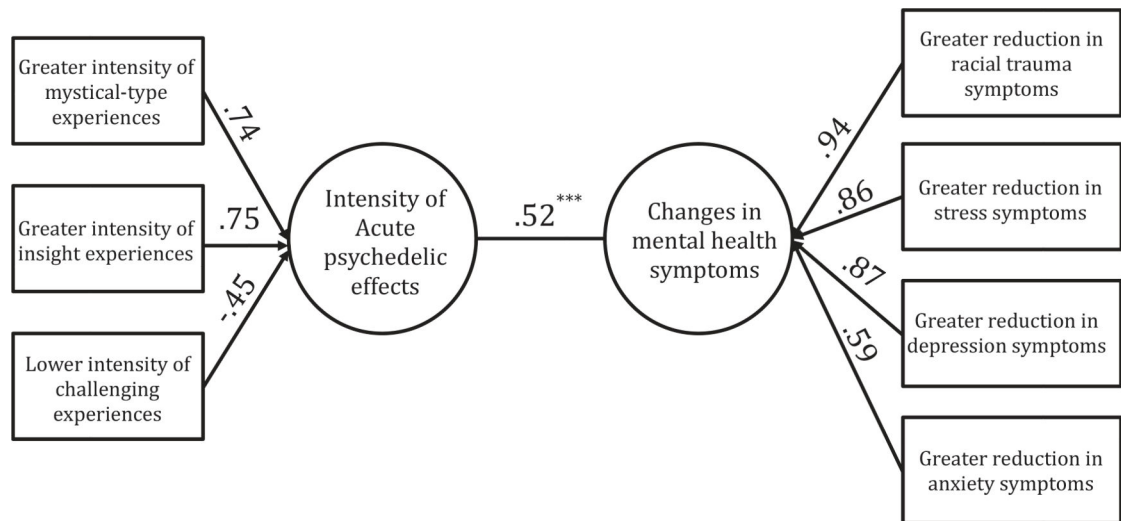 Greater intensity of
mystical-type
experiences
Greater intensity of
insight experiences
Lower intensity of
challenging
experiences
.74
.75
-.45
Intensity of
Acute
psychedelic
effects
.52***
Changes in
mental health
symptoms
.94
.86
.87
.59
Greater reduction in
racial trauma
symptoms
Greater reduction in
stress symptoms
Greater reduction in
depression symptoms
Greater reduction in
anxiety symptoms